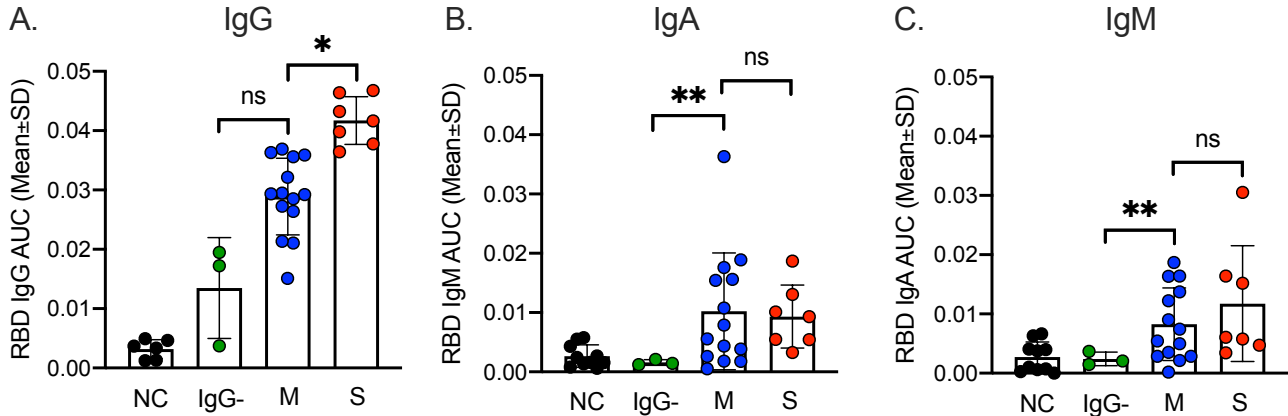 A. IgG
RBD IgG AUC (Mean±SD)
0.05
0.04
0.03
0.02
0.01
0.00
ns
*
NC IgG- M S
B. IgA
RBD IgM AUC (Mean±SD)
0.05
0.04
0.03
0.02
0.01
0.00
**
ns
NC IgG- M S
C. IgM
RBD IgA AUC (Mean±SD)
0.05
0.04
0.03
0.02
0.01
0.00
**
ns
NC IgG- M S